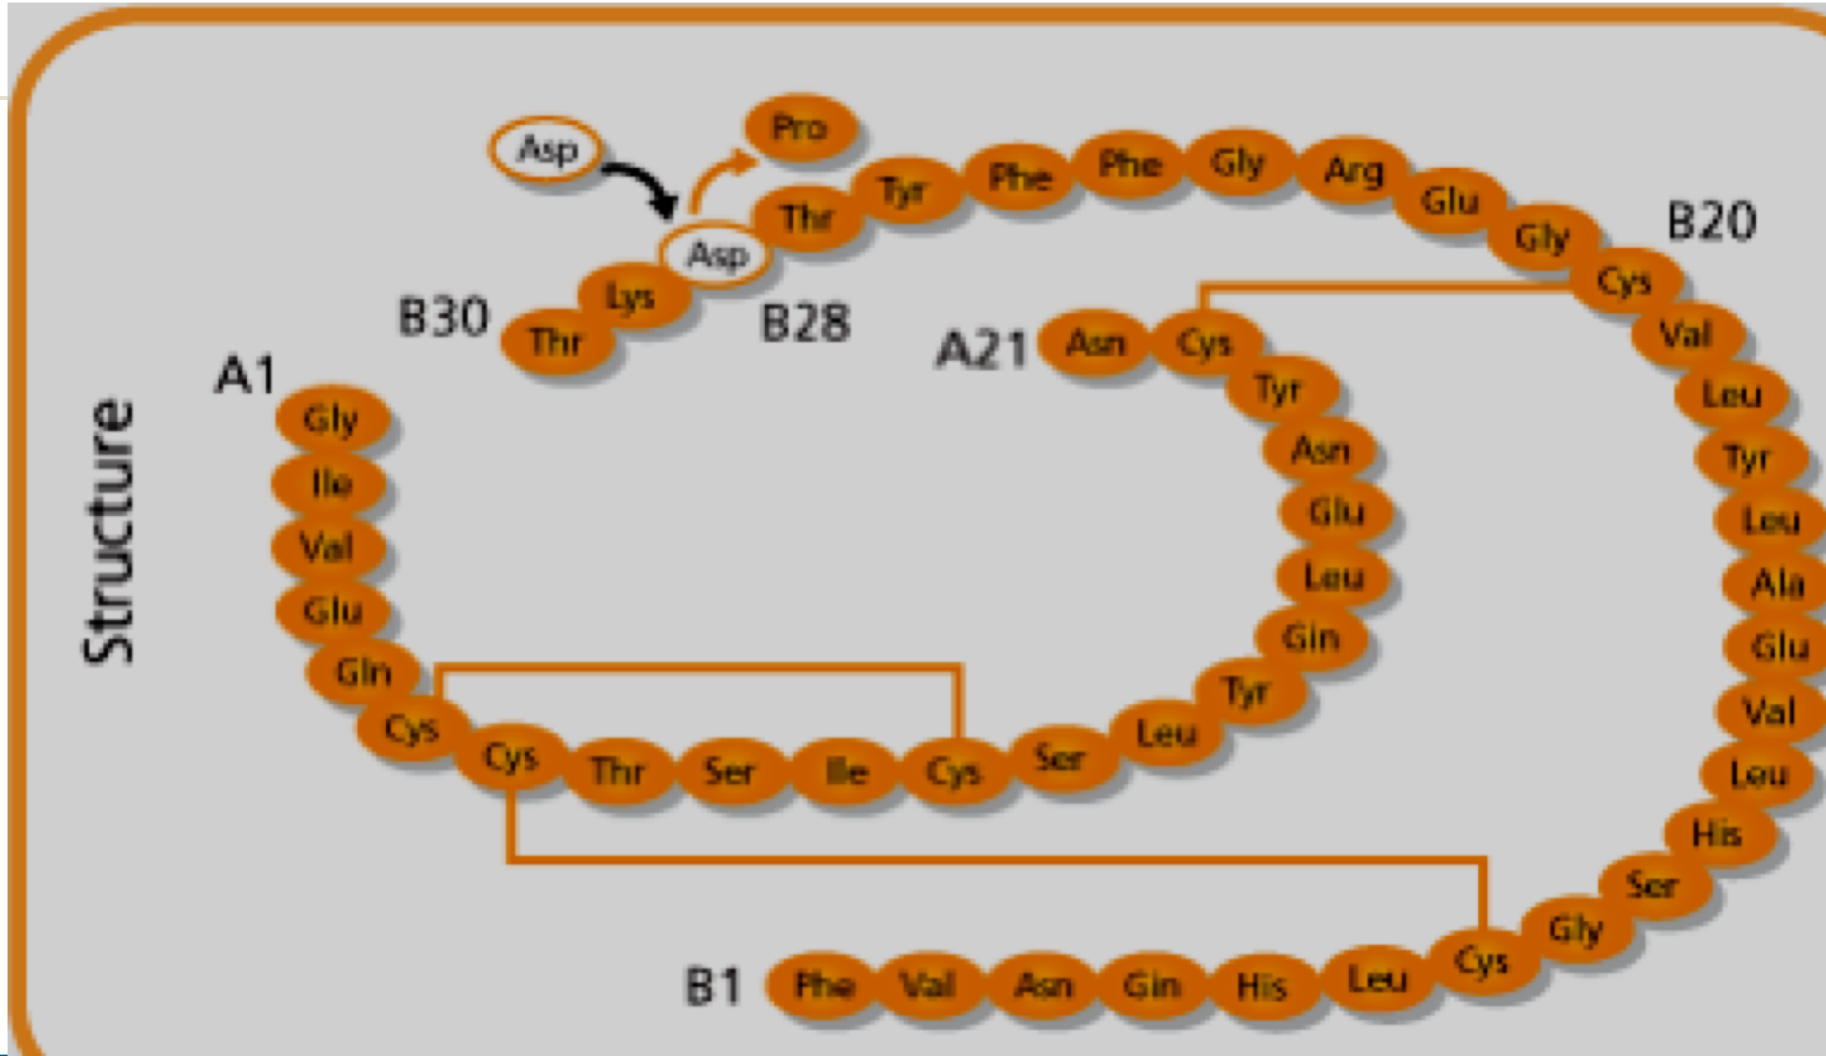 Structure
Asp
Pro
Asp
B28
B30
Thr
Lys
Thr
Tyr
Phe
Phe
Gly
Arg
Glu
Gly
B20
Cys
Val
Leu
Tyr
Leu
Ala
Glu
Val
Leu
His
Ser
Gly
Cys
Leu
His
Gin
Asn
Val
Phe
B1
A1
Gly
Ile
Val
Glu
Gln
Cys
Cys
Thr
Ser
Ile
Cys
Ser
Leu
Tyr
Gin
Leu
Glu
Asn
Tyr
Cys
Asn
A21